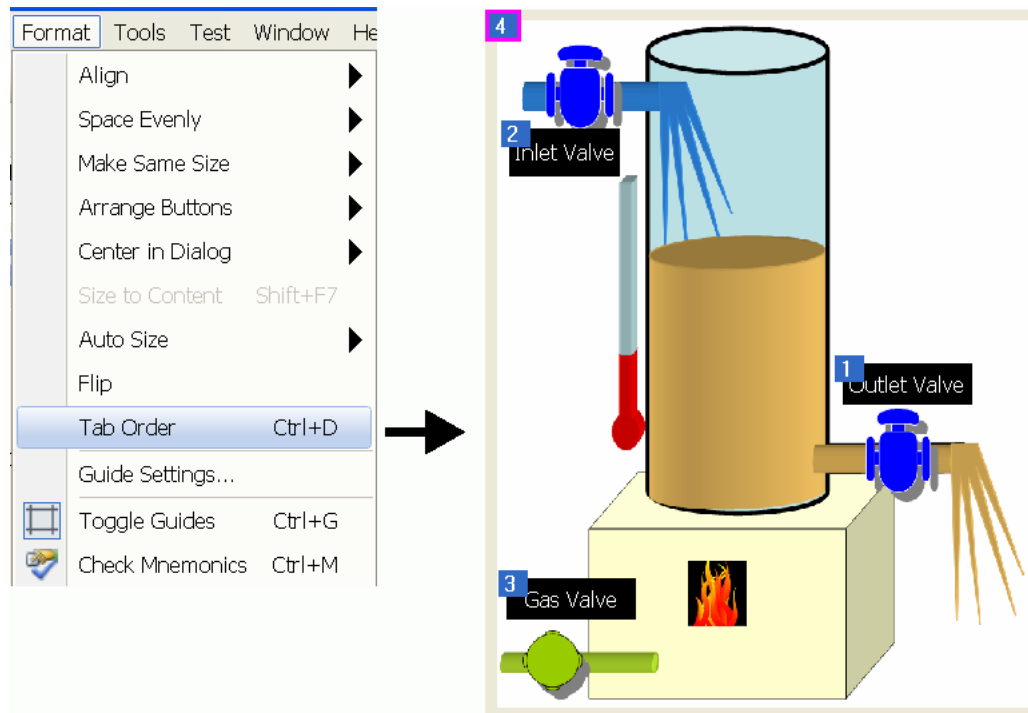 Format Tools Test Window He
Align
Space Evenly
Make Same Size
Arrange Buttons
Center in Dialog
Size to Content Shift+F7
Auto Size
Flip
Tab Order Ctrl+D
Guide Settings...
Toggle Guides Ctrl+G
Check Mnemonics Ctrl+M
4
2
Inlet Valve
1
Outlet Valve
3
Gas Valve